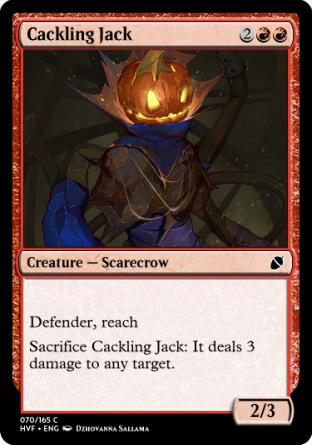 Cackling Jack 2
Creature — Scarecrow
Defender, reach
Sacrifice Cackling Jack: It deals 3
damage to any target.
070/165 C
HVF • ENG DZHOVANNA SALLAMA
2/3